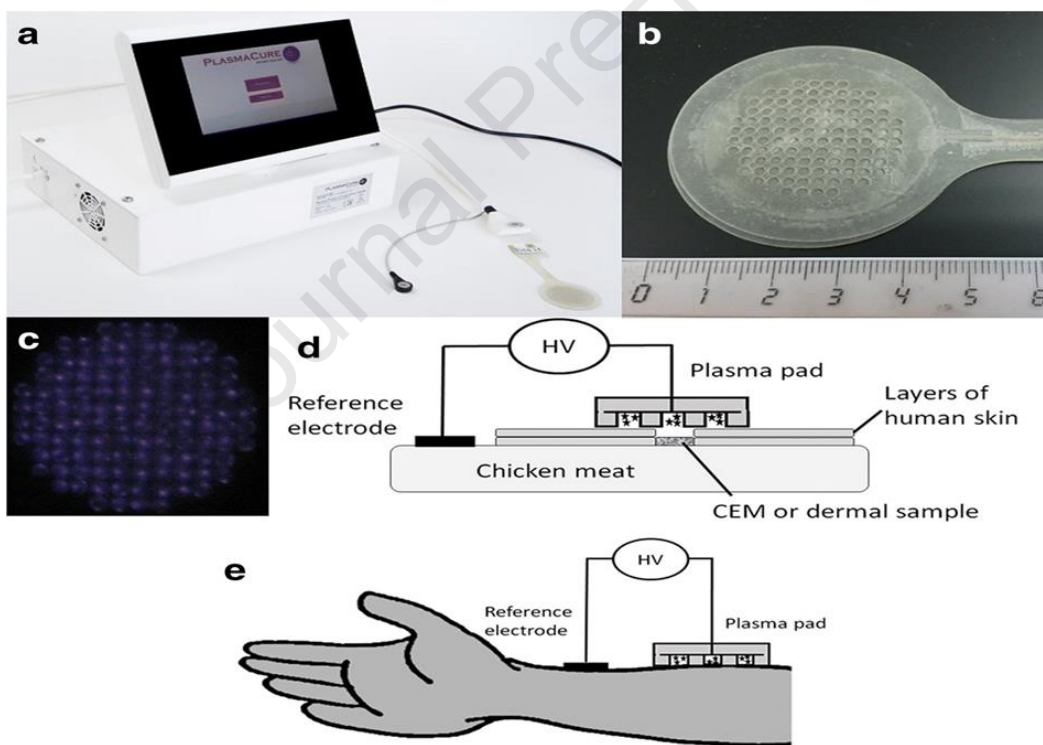 Journal Pre
a
PLASMACURE
PLASMACURE
b
0 1 2 3 4 5 6
c
d
HV
Plasma pad
Reference
electrode
Layers of
human skin
Chicken meat
CEM or dermal sample
e
HV
Reference
electrode
Plasma pad